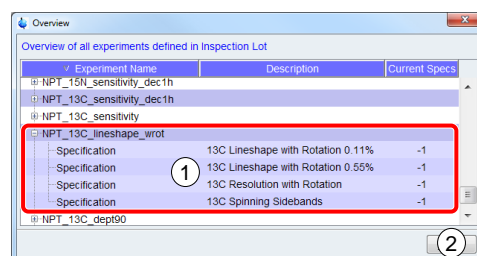 Overview
Overview of all experiments defined in Inspection Lot
Experiment Name Description Current Specs
NPT_15N_sensitivity_dec1h
NPT_13C_sensitivity_dec1h
NPT_13C_sensitivity
NPT_13C_lineshape_wrot
Specification 13C Lineshape with Rotation 0.11% -1
Specification 13C Lineshape with Rotation 0.55% -1
Specification 13C Resolution with Rotation -1
Specification 13C Spinning Sidebands -1
1
NPT_13C_dept90
2